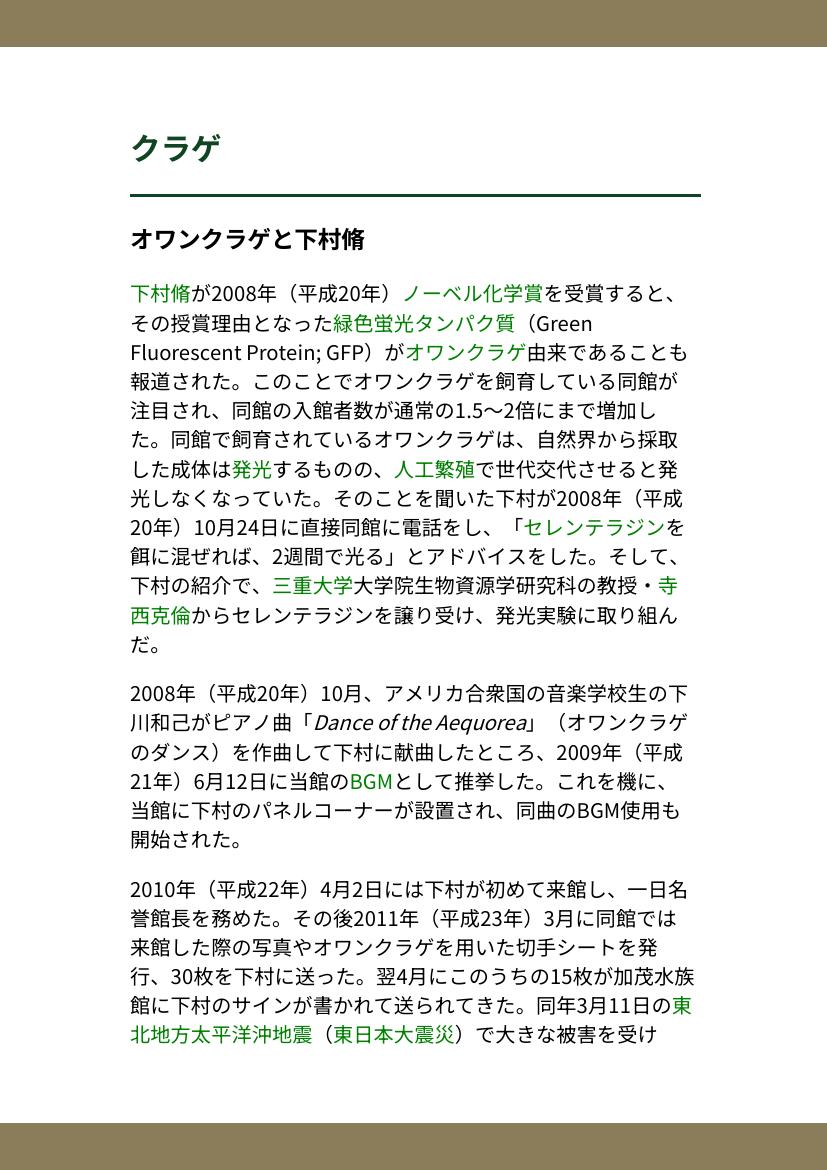 クラゲ
オワンクラゲと下村脩
下村脩が2008年（平成20年）ノーベル化学賞を受賞すると、
その授賞理由となった緑色蛍光タンパク質（Green
Fluorescent Protein; GFP）がオワンクラゲ由来であることも
報道された。このことでオワンクラゲを飼育している同館が
注目され、同館の入館者数が通常の1.5〜2倍にまで増加し
た。同館で飼育されているオワンクラゲは、自然界から採取
した成体は発光するものの、人工繁殖で世代交代させると発
光しなくなっていた。そのことを聞いた下村が2008年（平成
20年）10月24日に直接同館に電話をし、「セレンテラジンを
餌に混ぜれば、2週間で光る」とアドバイスをした。そして、
下村の紹介で、三重大学大学院生物資源学研究科の教授・寺
西克倫からセレンテラジンを譲り受け、発光実験に取り組ん
だ。
2008年（平成20年）10月、アメリカ合衆国の音楽学校生の下
川和己がピアノ曲「Dance of the Aequorea」（オワンクラゲ
のダンス）を作曲して下村に献曲したところ、2009年（平成
21年）6月12日に当館のBGMとして推挙した。これを機に、
当館に下村のパネルコーナーが設置され、同曲のBGM使用も
開始された。
2010年（平成22年）4月2日には下村が初めて来館し、一日名
誉館長を務めた。その後2011年（平成23年）3月に同館では
来館した際の写真やオワンクラゲを用いた切手シートを発
行、30枚を下村に送った。翌4月にこのうちの15枚が加茂水族
館に下村のサインが書かれて送られてきた。同年3月11日の東
北地方太平洋沖地震（東日本大震災）で大きな被害を受け